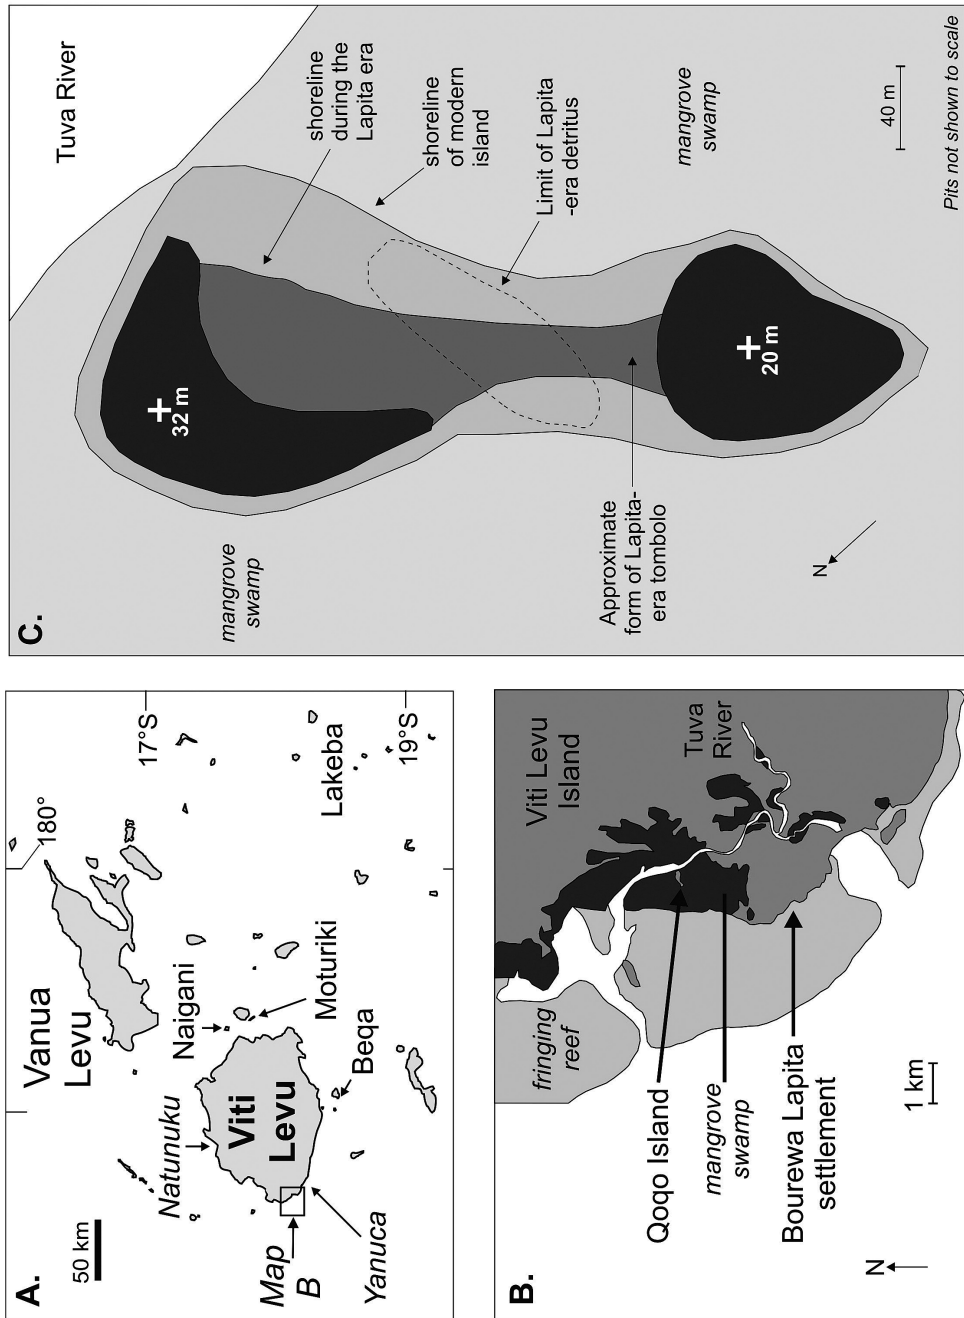 A.
50 km
180°
17°S
19°S
Vanua
Levu
Natunuku
Naigani
Viti
Levu
Moturiki
Lakeba
Beqa
Map
B
Yanuca
B.
N
1 km
fringing
reef
Viti Levu
Island
Tuva
River
Qoqo Island
mangrove
swamp
Bourewa Lapita
settlement
C.
Tuva River
mangrove
swamp
32 m
shoreline
during the
Lapita era
shoreline
of modern
island
Limit of Lapita
-era detritus
Approximate
form of Lapita-
era tombolo
mangrove
swamp
20 m
N
40 m
Pits not shown to scale